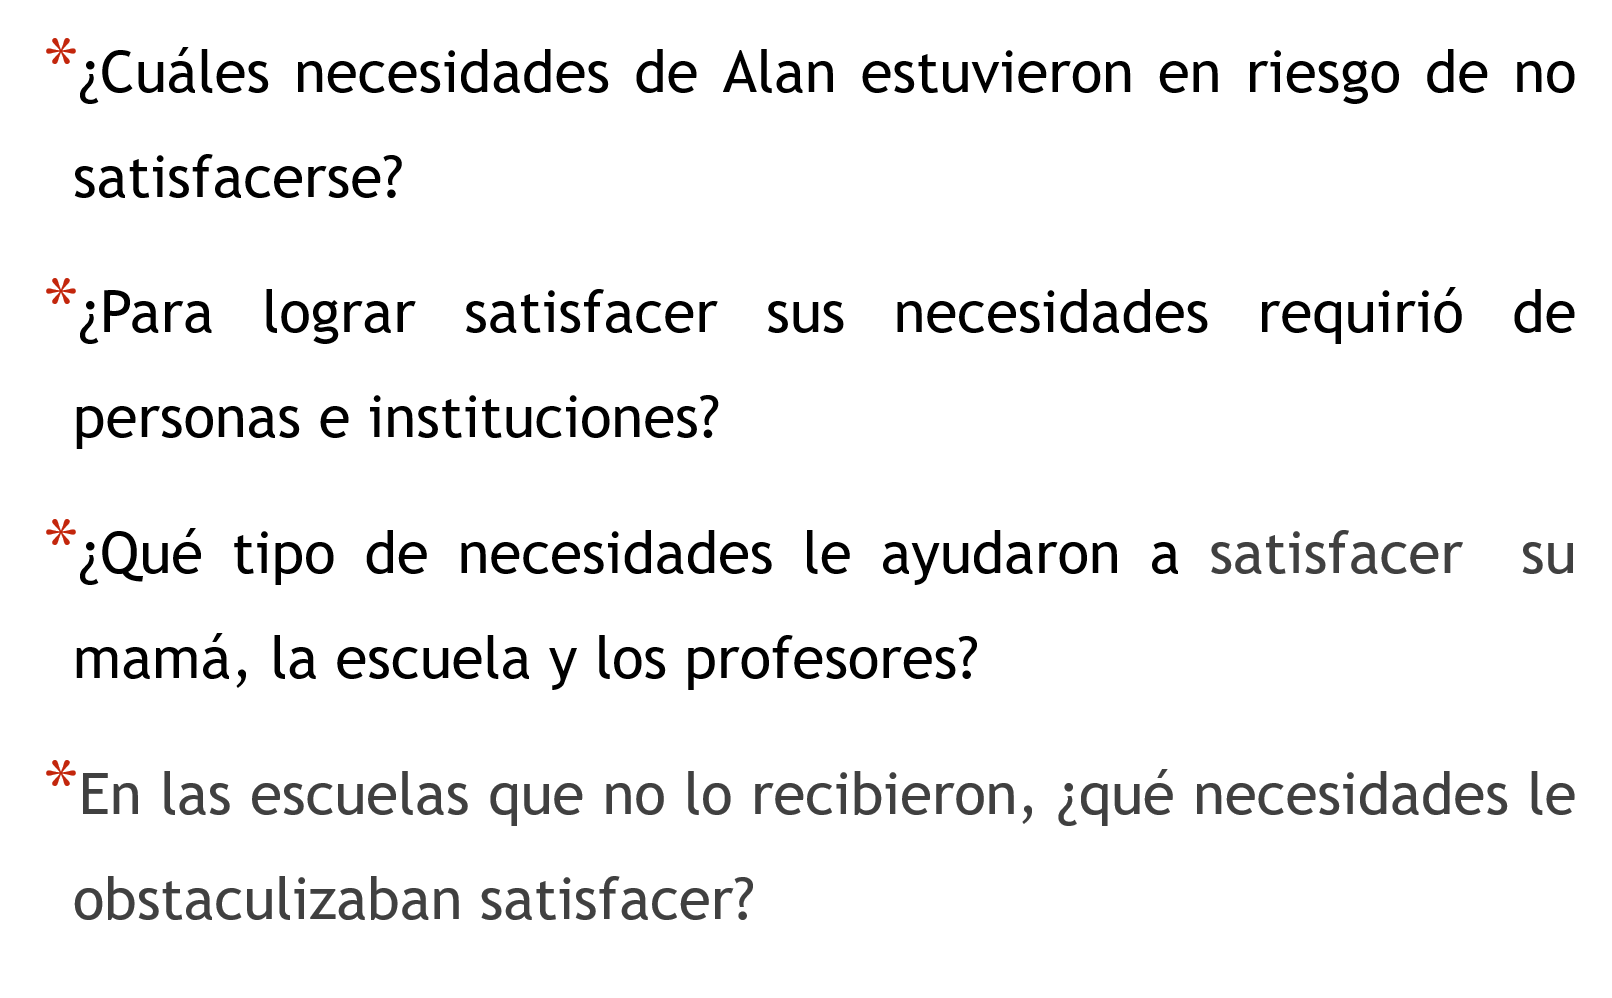 *¿Cuáles necesidades de Alan estuvieron en riesgo de no
satisfacerse?
*¿Para lograr satisfacer sus necesidades requirió de
personas e instituciones?
*¿Qué tipo de necesidades le ayudaron a satisfacer su
mamá, la escuela y los profesores?
*En las escuelas que no lo recibieron, ¿qué necesidades le
obstaculizaban satisfacer?